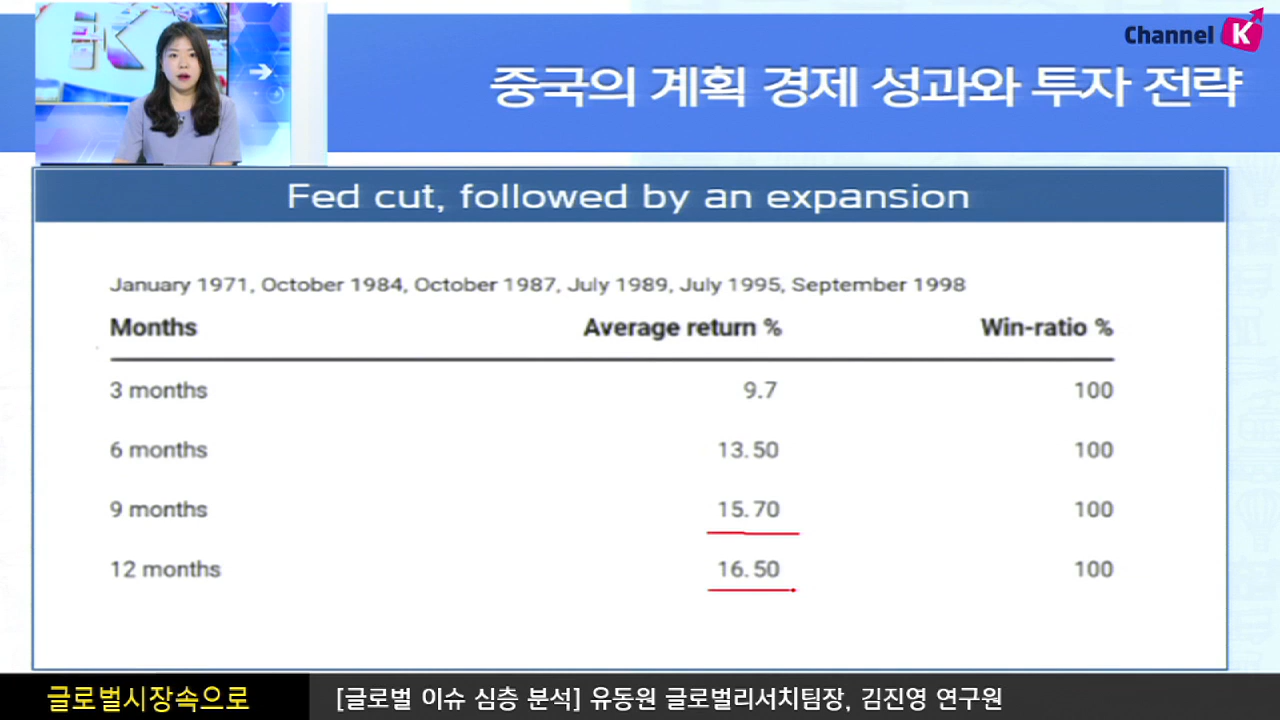 Channel K
중국의 계획 경제 성과와 투자 전략
Fed cut, followed by an expansion
January 1971, October 1984, October 1987, July 1989, July 1995, September 1998
Months Average return % Win-ratio %
3 months 9.7 100
6 months 13.50 100
9 months 15.70 100
12 months 16.50 100
글로벌시장속으로 [글로벌 이슈 심층 분석] 유동원 글로벌리서치팀장, 김진영 연구원